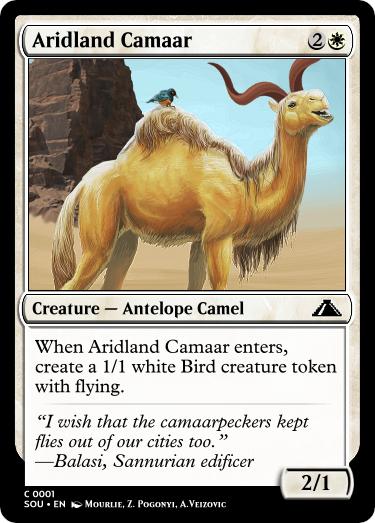 Aridland Camaar 2
Creature — Antelope Camel
When Aridland Camaar enters,
create a 1/1 white Bird creature token
with flying.
“I wish that the camaarpeckers kept
flies out of our cities too.”
—Balasi, Sannurian edificer
2/1
C 0001
SOU • EN Mourlie, Z. Pogonyi, A.Veizovic